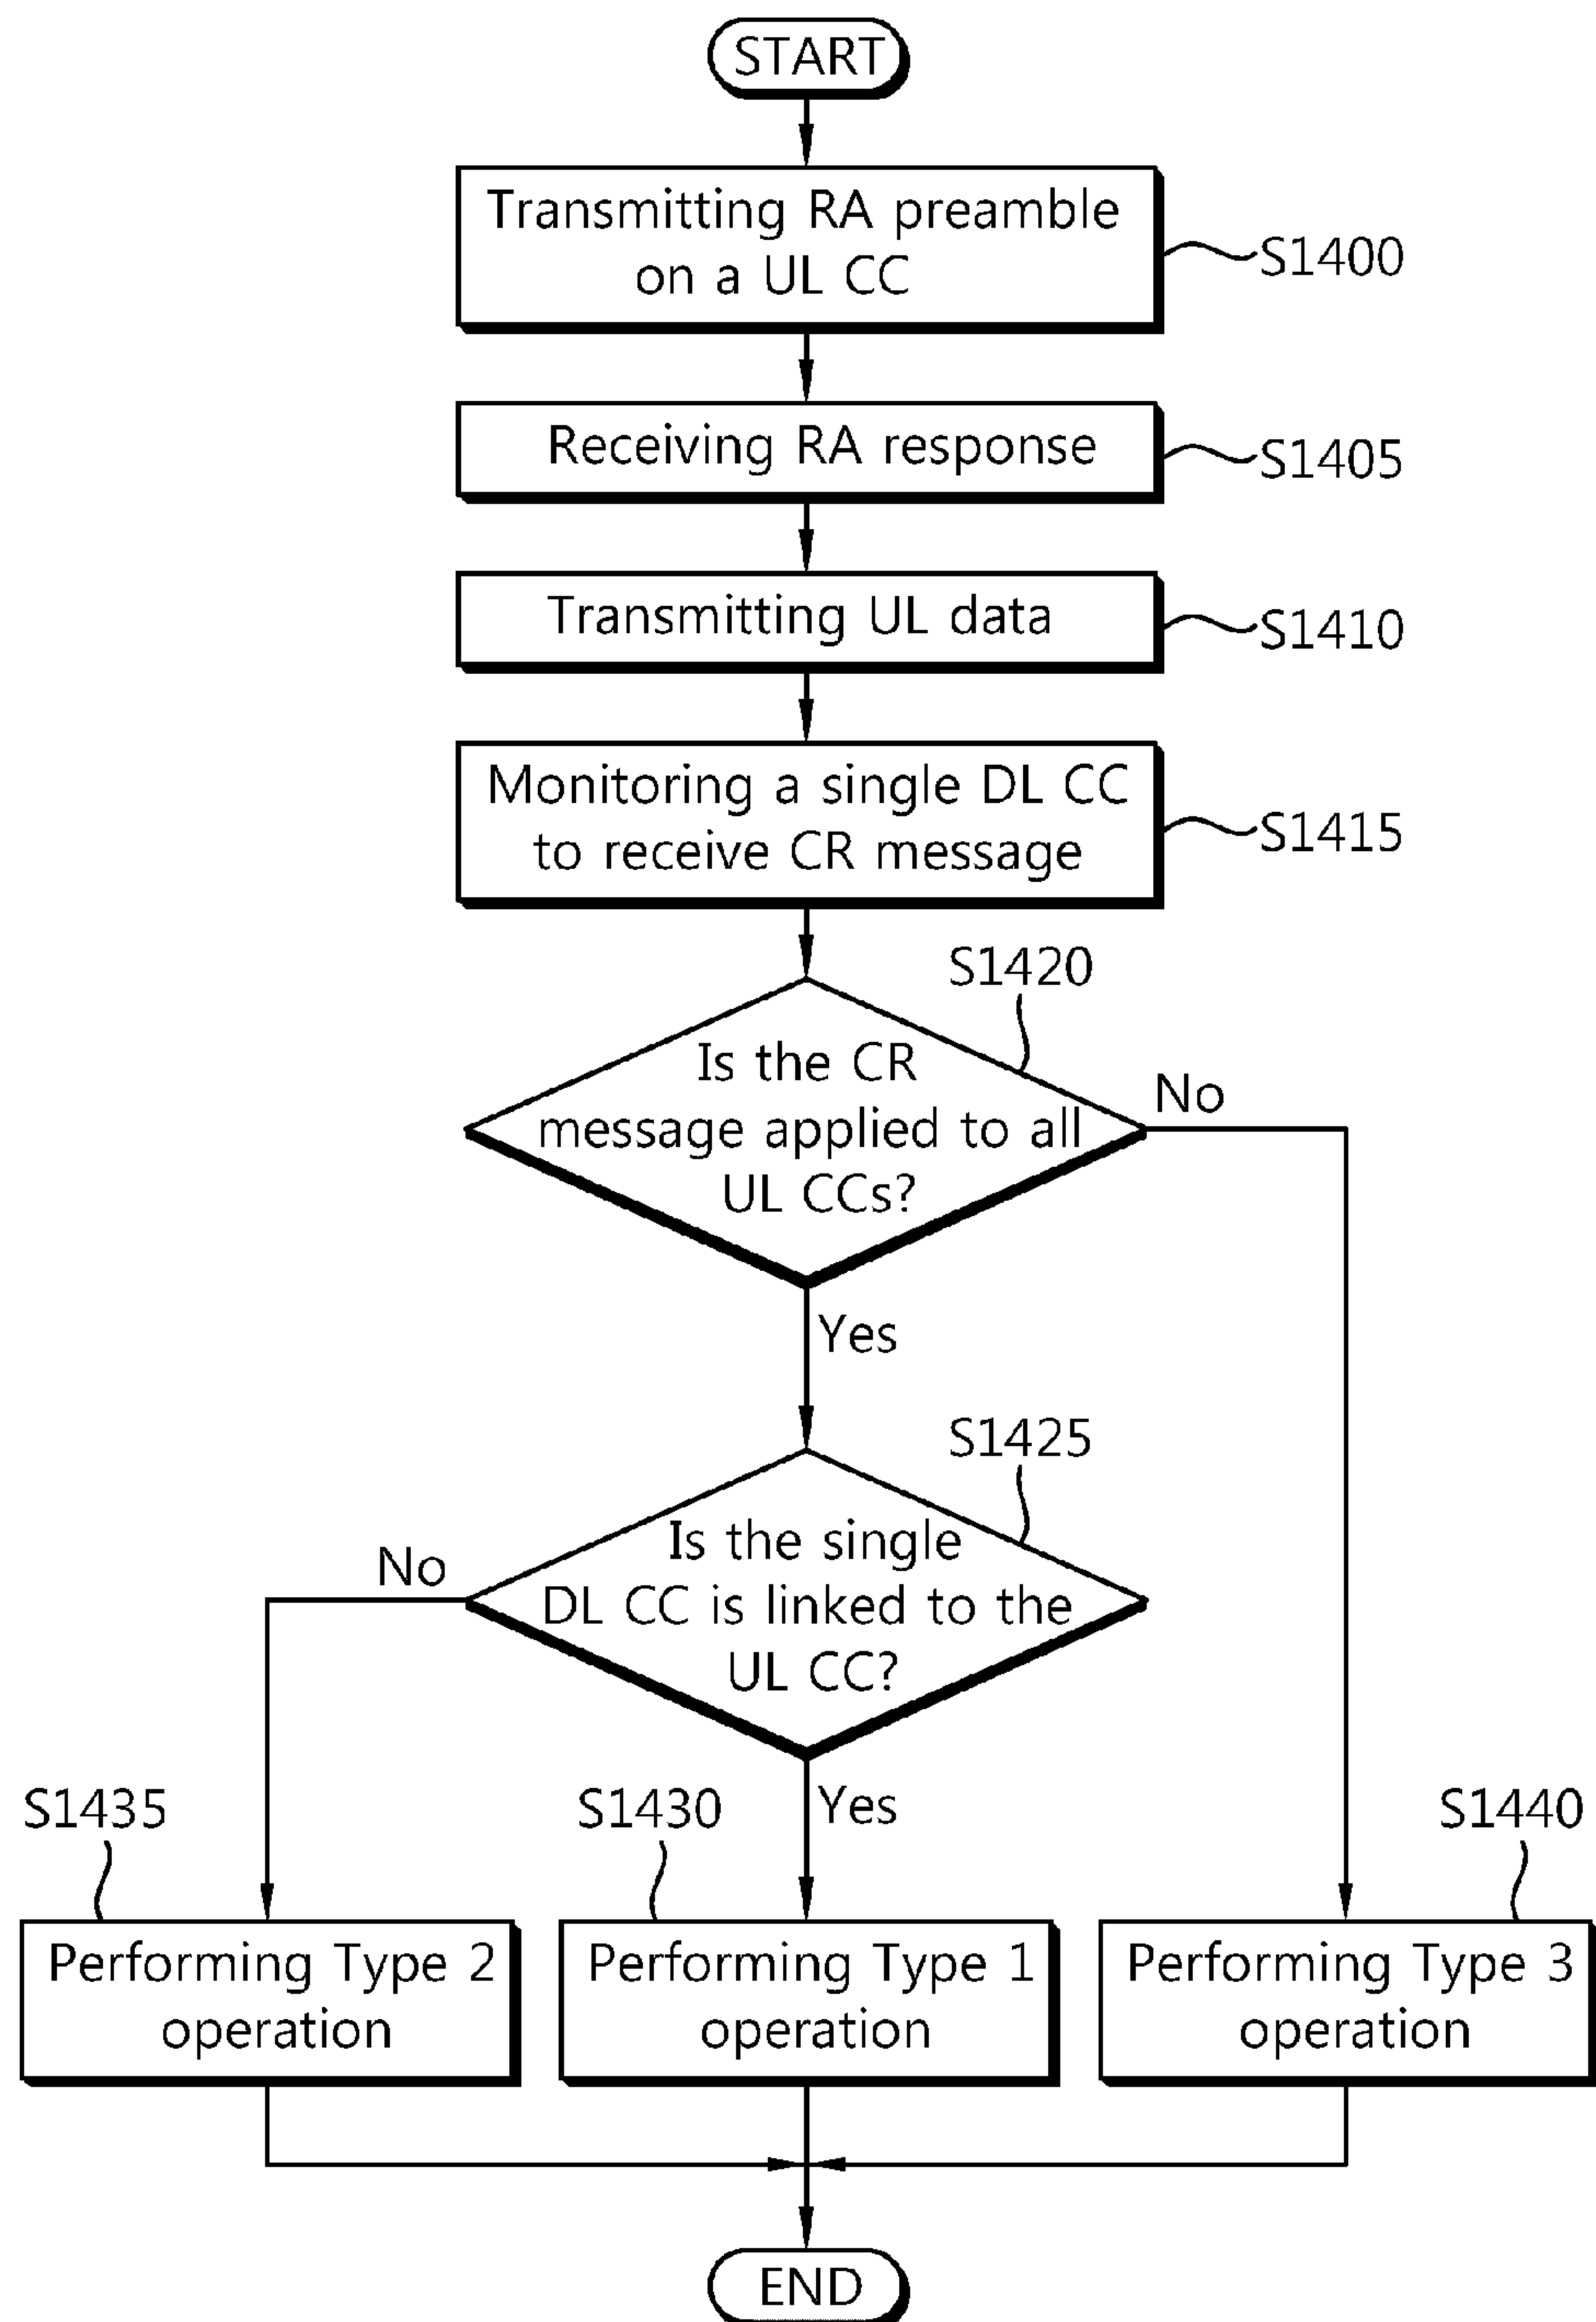 START
Transmitting RA preamble
on a UL CC
S1400
Receiving RA response
S1405
Transmitting UL data
S1410
Monitoring a single DL CC
to receive CR message
S1415
S1420
Is the CR
message applied to all
UL CCs?
No
Yes
S1425
Is the single
DL CC is linked to the
UL CC?
No
Yes
S1435
S1430
S1440
Performing Type 2
operation
Performing Type 1
operation
Performing Type 3
operation
END